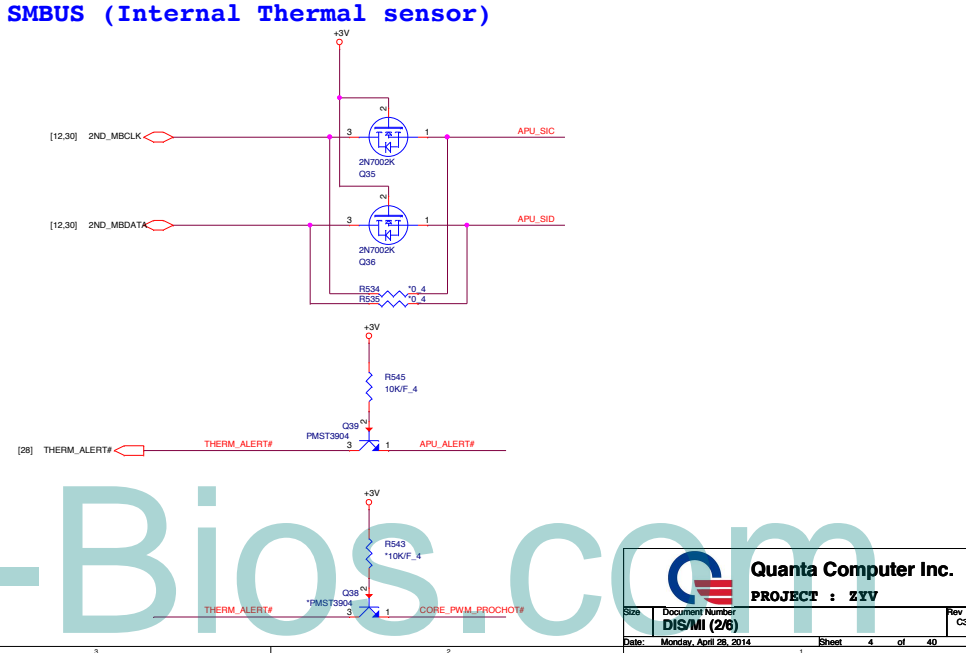 SMBUS (Internal Thermal sensor)
+3V
2
[12,30] 2ND_MBCLK 3 1 APU_SIC
2N7002K
Q35
2
[12,30] 2ND_MBDATA 3 1 APU_SID
2N7002K
Q36
R534 *0_4
R535 *0_4
+3V
R545
10K/F_4
Q39 2
PMST3904
[28] THERM_ALERT# THERM_ALERT# 3 1 APU_ALERT#
-Bios.com
+3V
R543
*10K/F_4
Q38 2
*PMST3904
THERM_ALERT# 3 1 CORE_PWM_PROCHOT#
Quanta Computer Inc.
PROJECT : ZYV
Size Document Number Rev
DIS/MI (2/6) C3
Date: Monday, April 28, 2014 Sheet 4 of 40
3 2 1